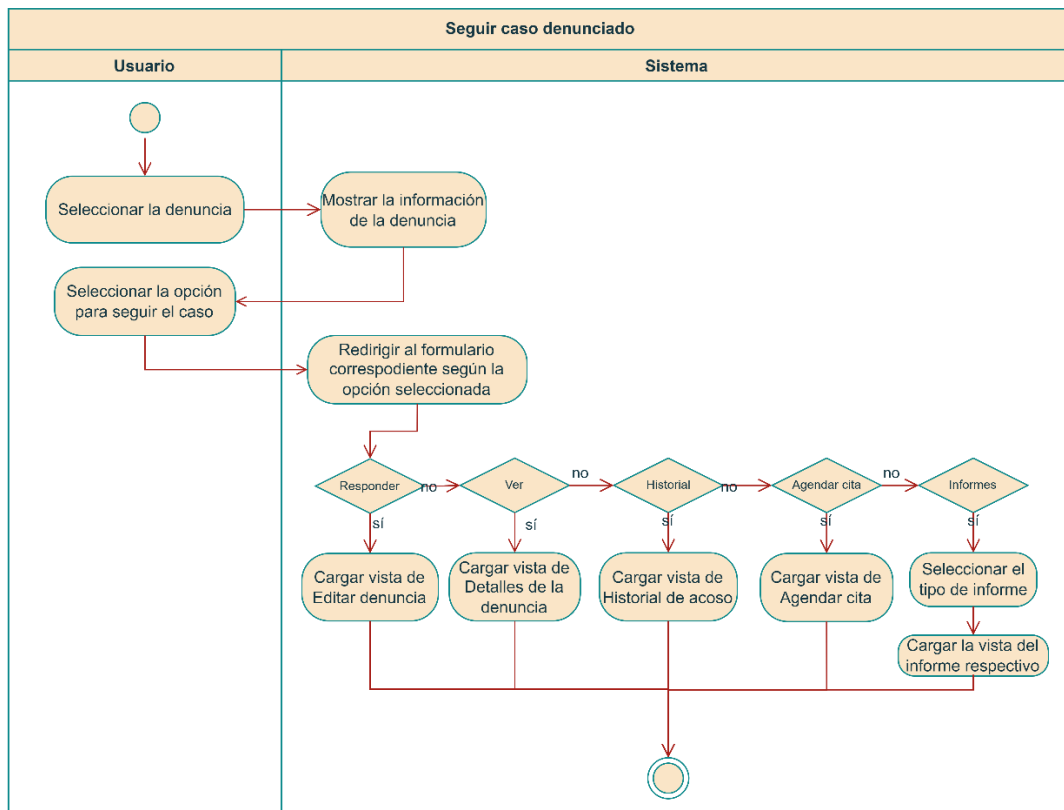 Seguir caso denunciado
Usuario
Sistema
Seleccionar la denuncia
Mostrar la información
de la denuncia
Seleccionar la opción
para seguir el caso
Redirigir al formulario
correspodiente según la
opción seleccionada
Responder
no
Ver
no
Historial
no
Agendar cita
no
Informes
sí
sí
sí
sí
sí
Cargar vista de
Editar denuncia
Cargar vista de
Detalles de la
denuncia
Cargar vista de
Historial de acoso
Cargar vista de
Agendar cita
Seleccionar el
tipo de informe
Cargar la vista del
informe respectivo